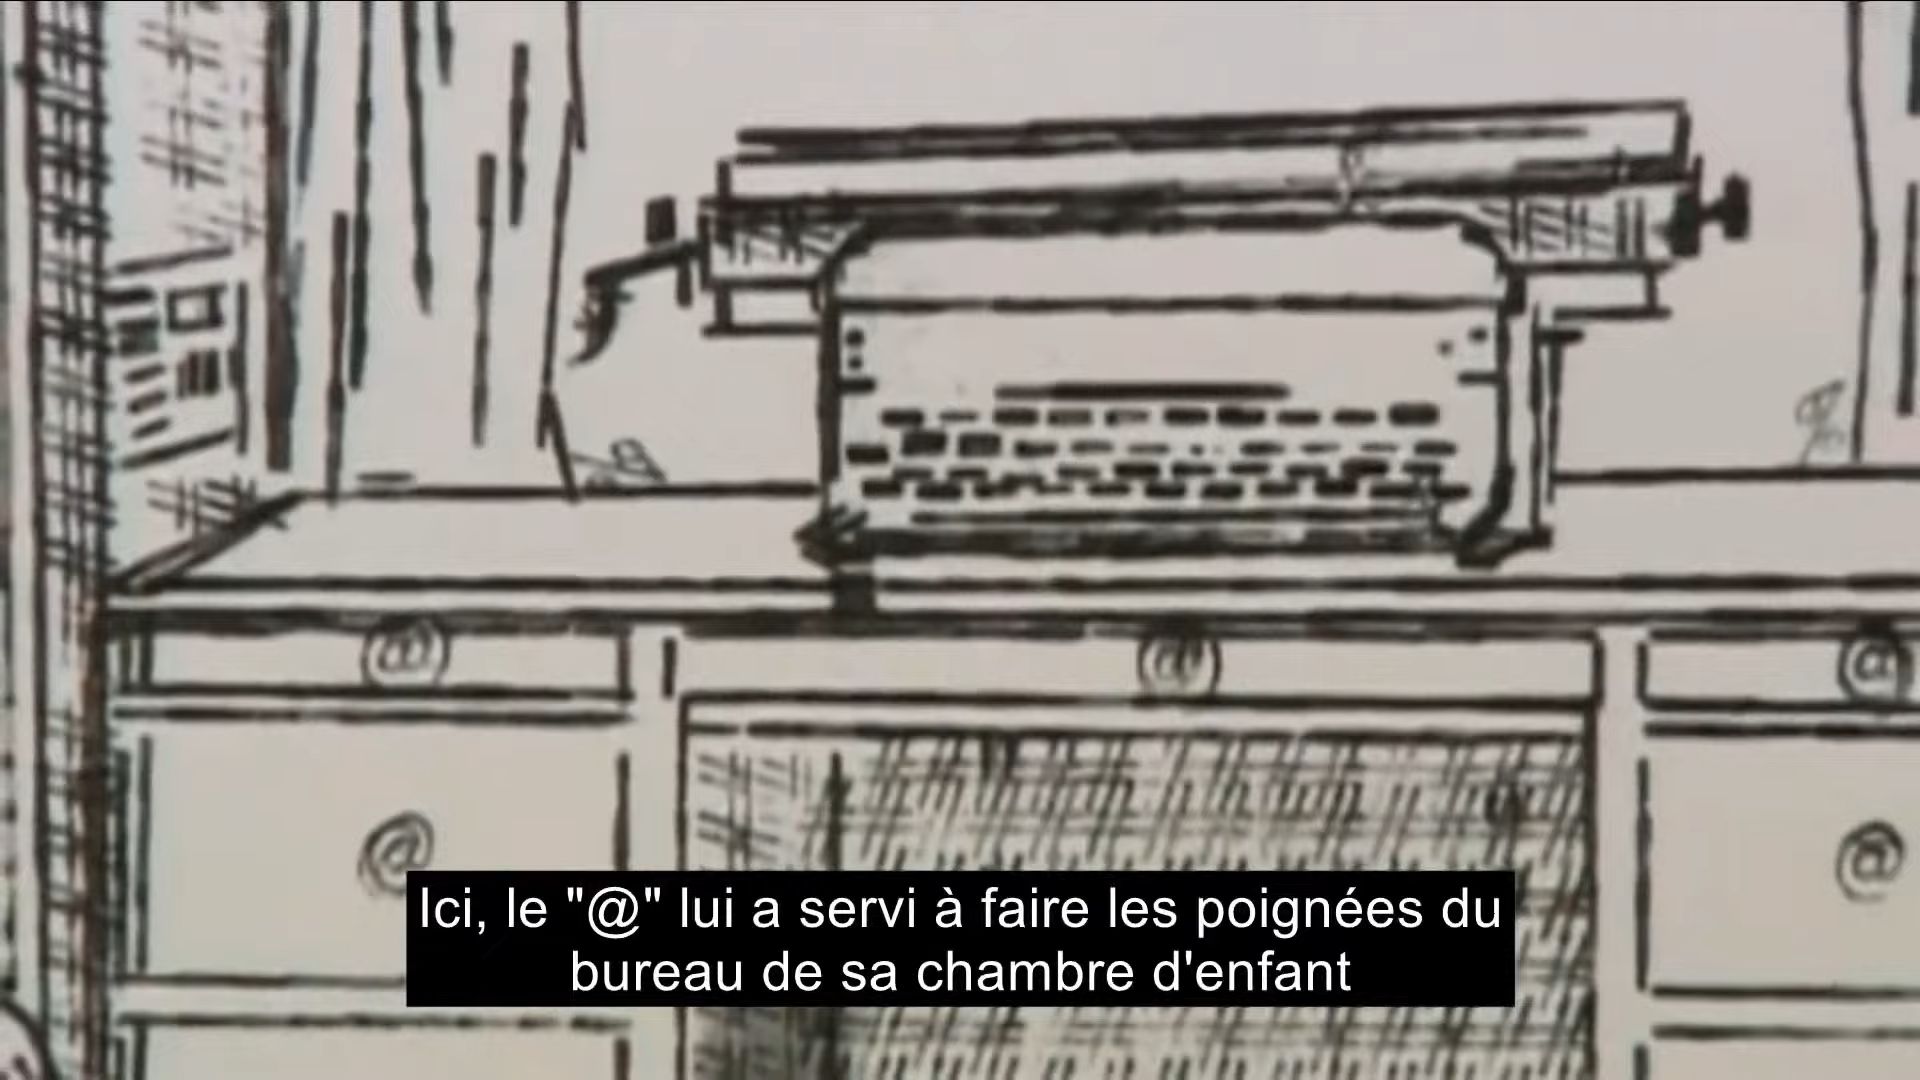 @ @ @
@ @
Ici, le "@" lui a servi à faire les poignées du
bureau de sa chambre d'enfant